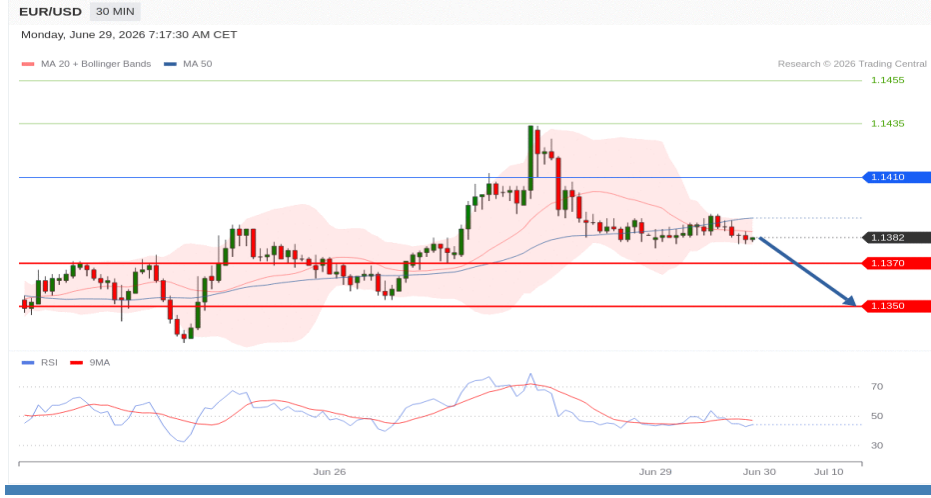 EUR/USD 30 MIN
Monday, June 29, 2026 7:17:30 AM CET
MA 20 + Bollinger Bands MA 50 Research © 2026 Trading Central
1.1455
1.1435
1.1410
1.1382
1.1370
1.1350
RSI 9MA
70
50
30
Jun 26 Jun 29 Jun 30 Jul 10